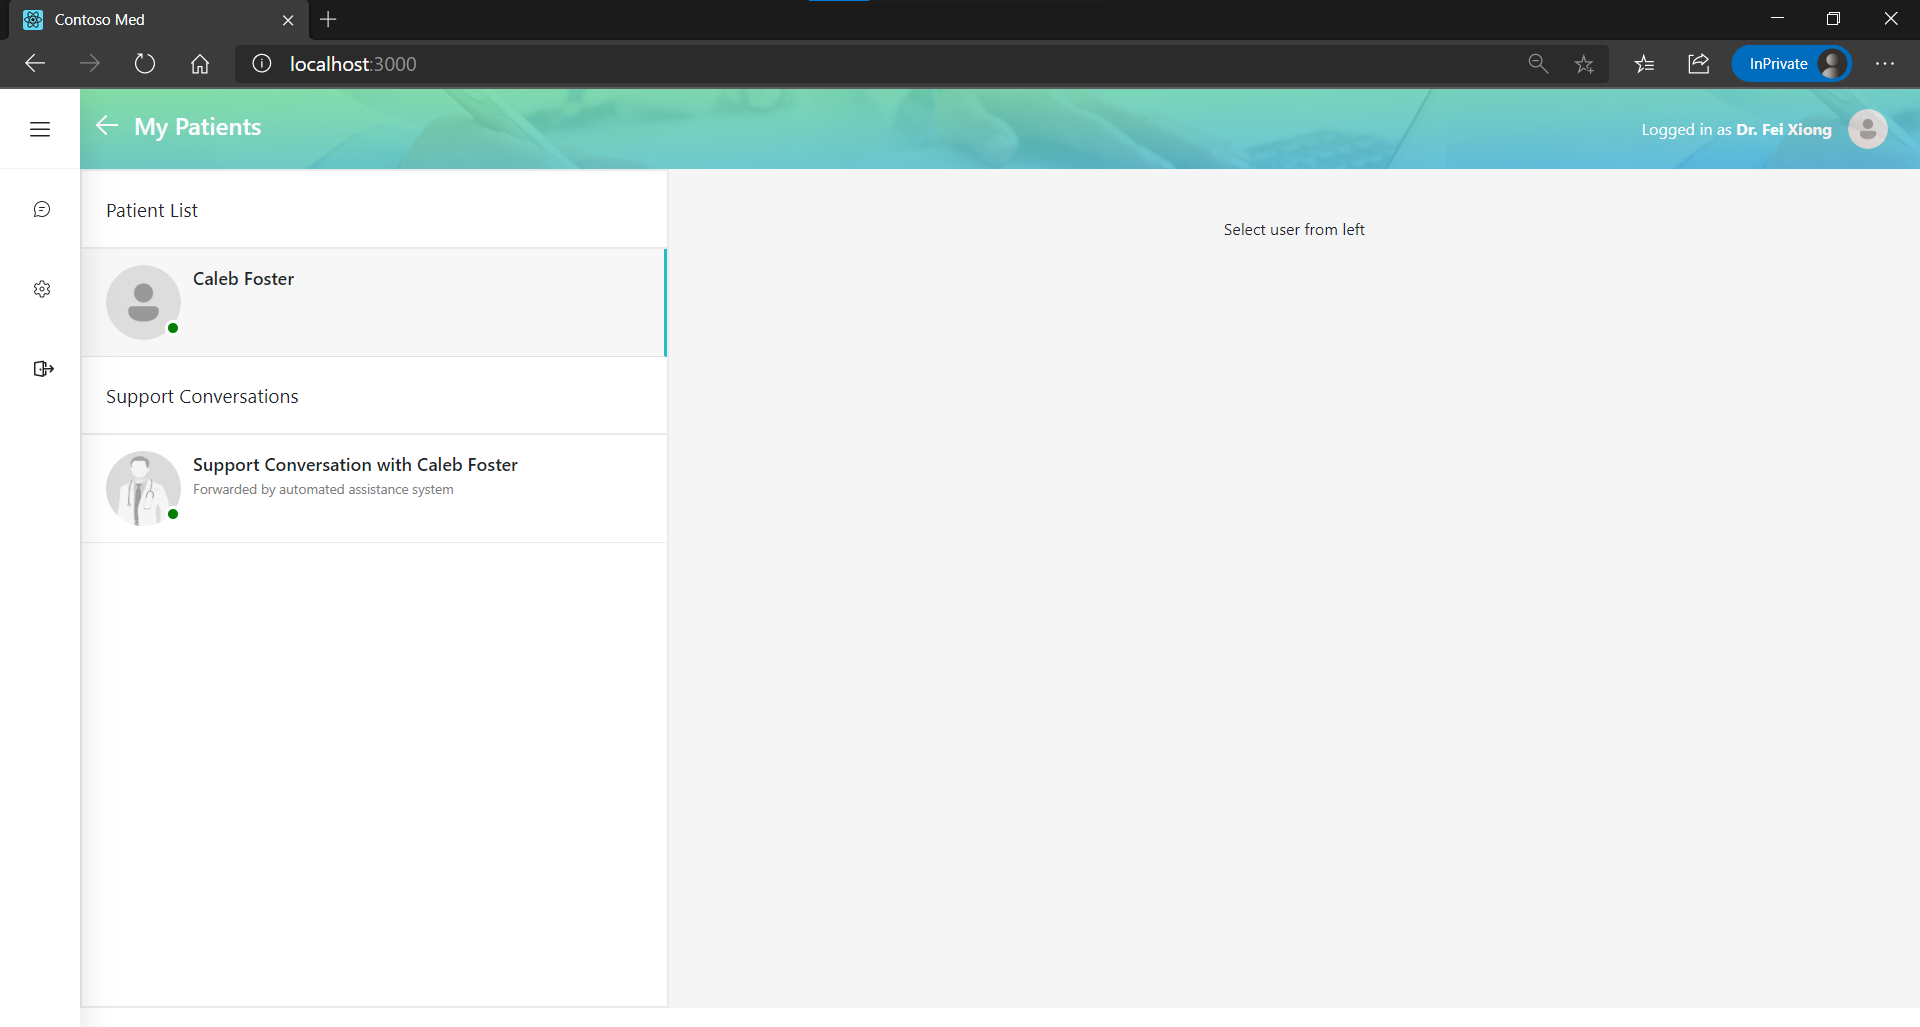 Contoso Med
localhost:3000
InPrivate
My Patients
Logged in as Dr. Fei Xiong
Patient List
Select user from left
Caleb Foster
Support Conversations
Support Conversation with Caleb Foster
Forwarded by automated assistance system